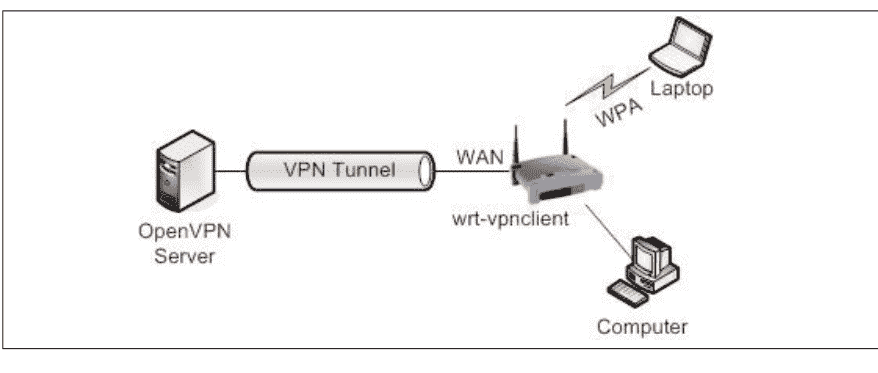 Laptop
WPA
VPN Tunnel
WAN
wrt-vpnclient
OpenVPN
Server
Computer